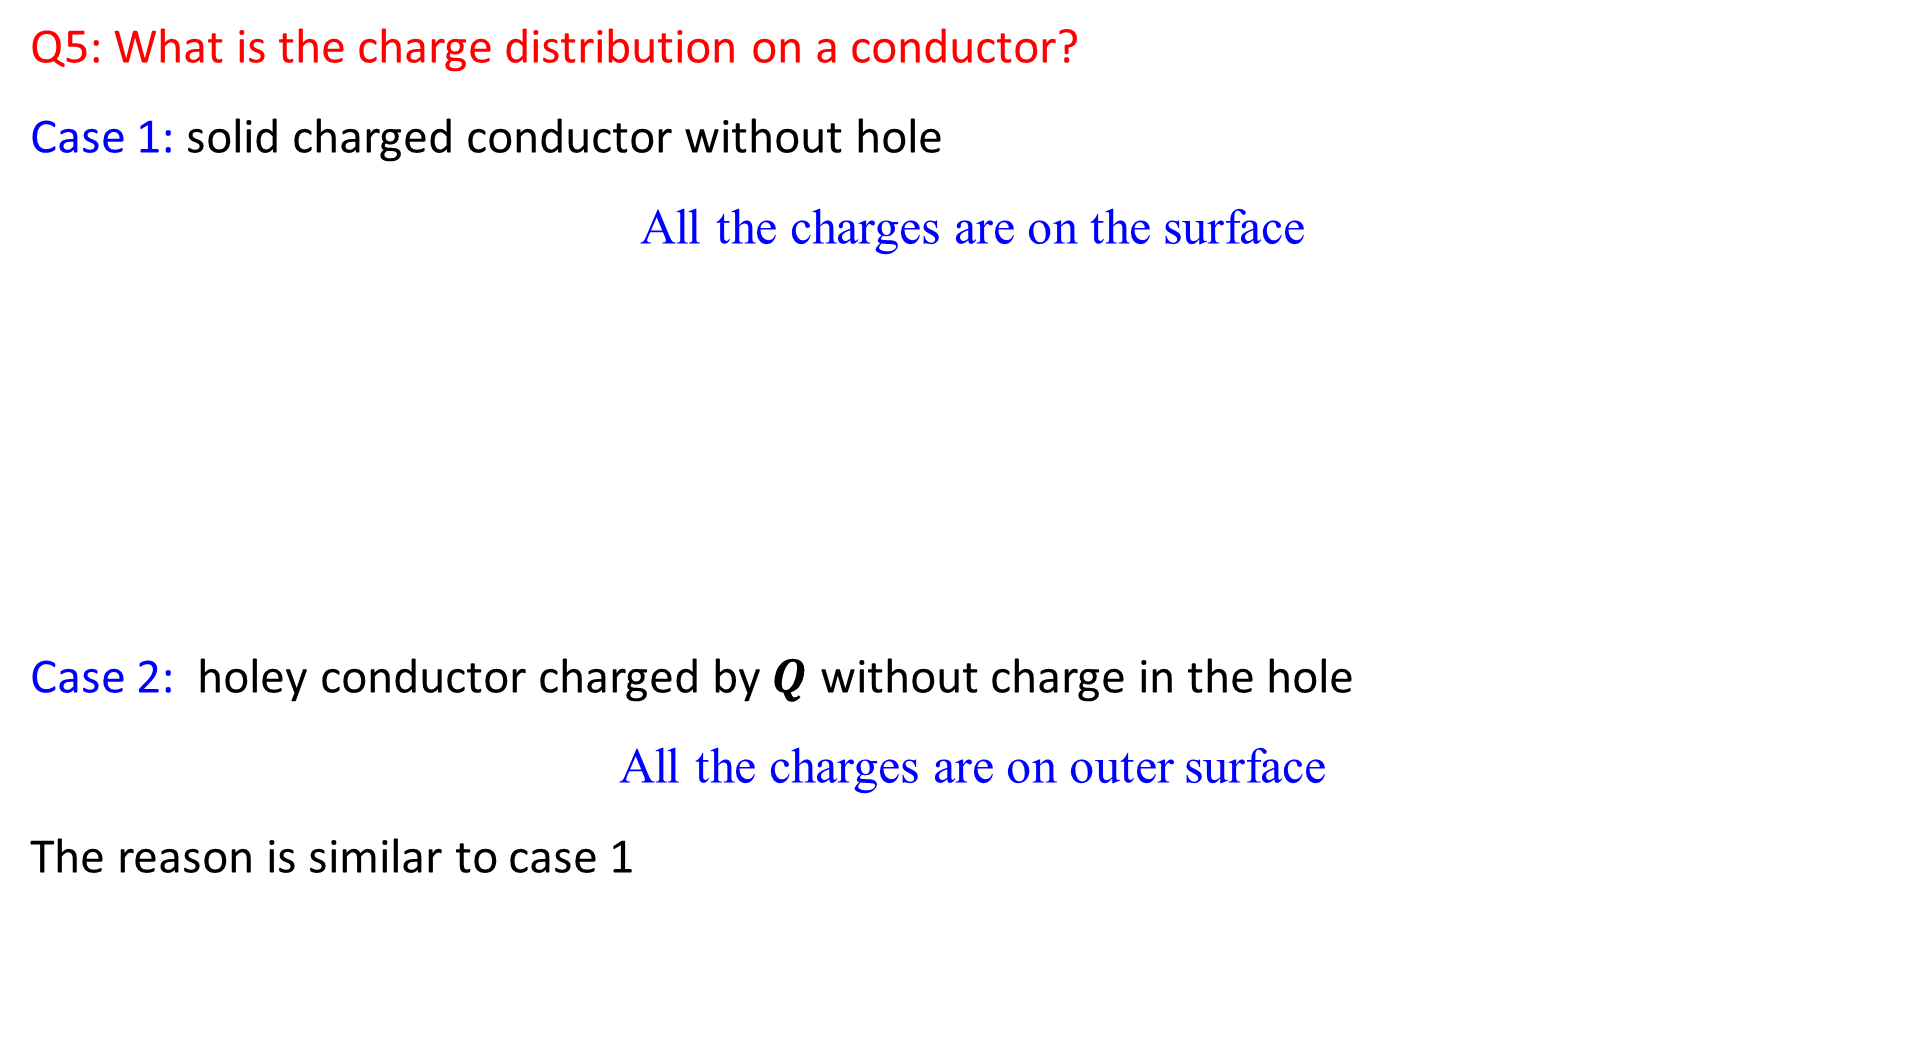 Q5: What is the charge distribution on a conductor?
Case 1: solid charged conductor without hole
All the charges are on the surface
Case 2: holey conductor charged by Q without charge in the hole
All the charges are on outer surface
The reason is similar to case 1